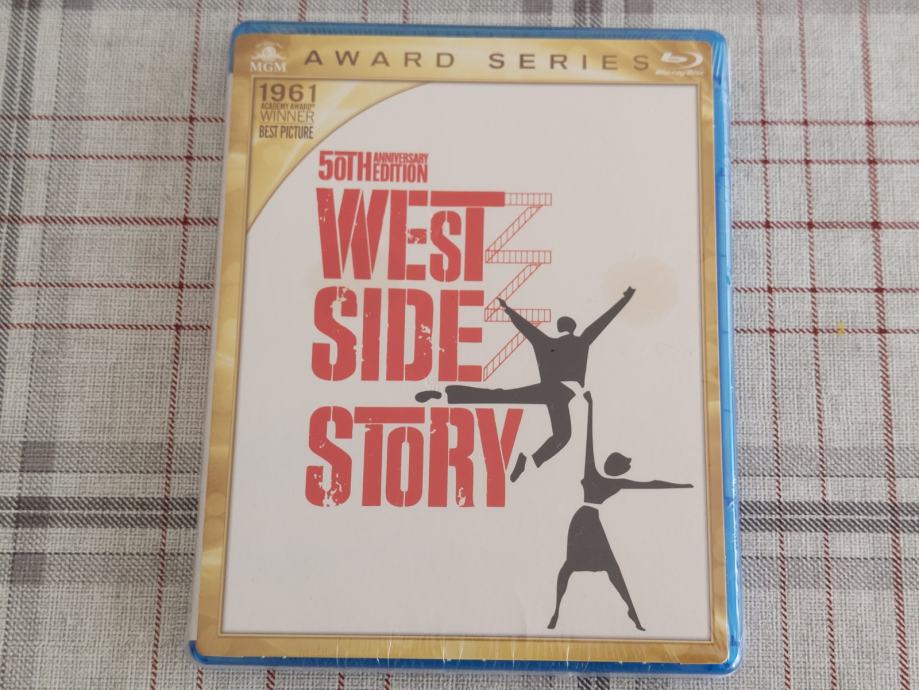 MGM
AWARD SERIES
Blu-ray Disc
1961
ACADEMY AWARD®
WINNER
BEST PICTURE
50TH ANNIVERSARY EDITION
WEST
SIDE
STORY